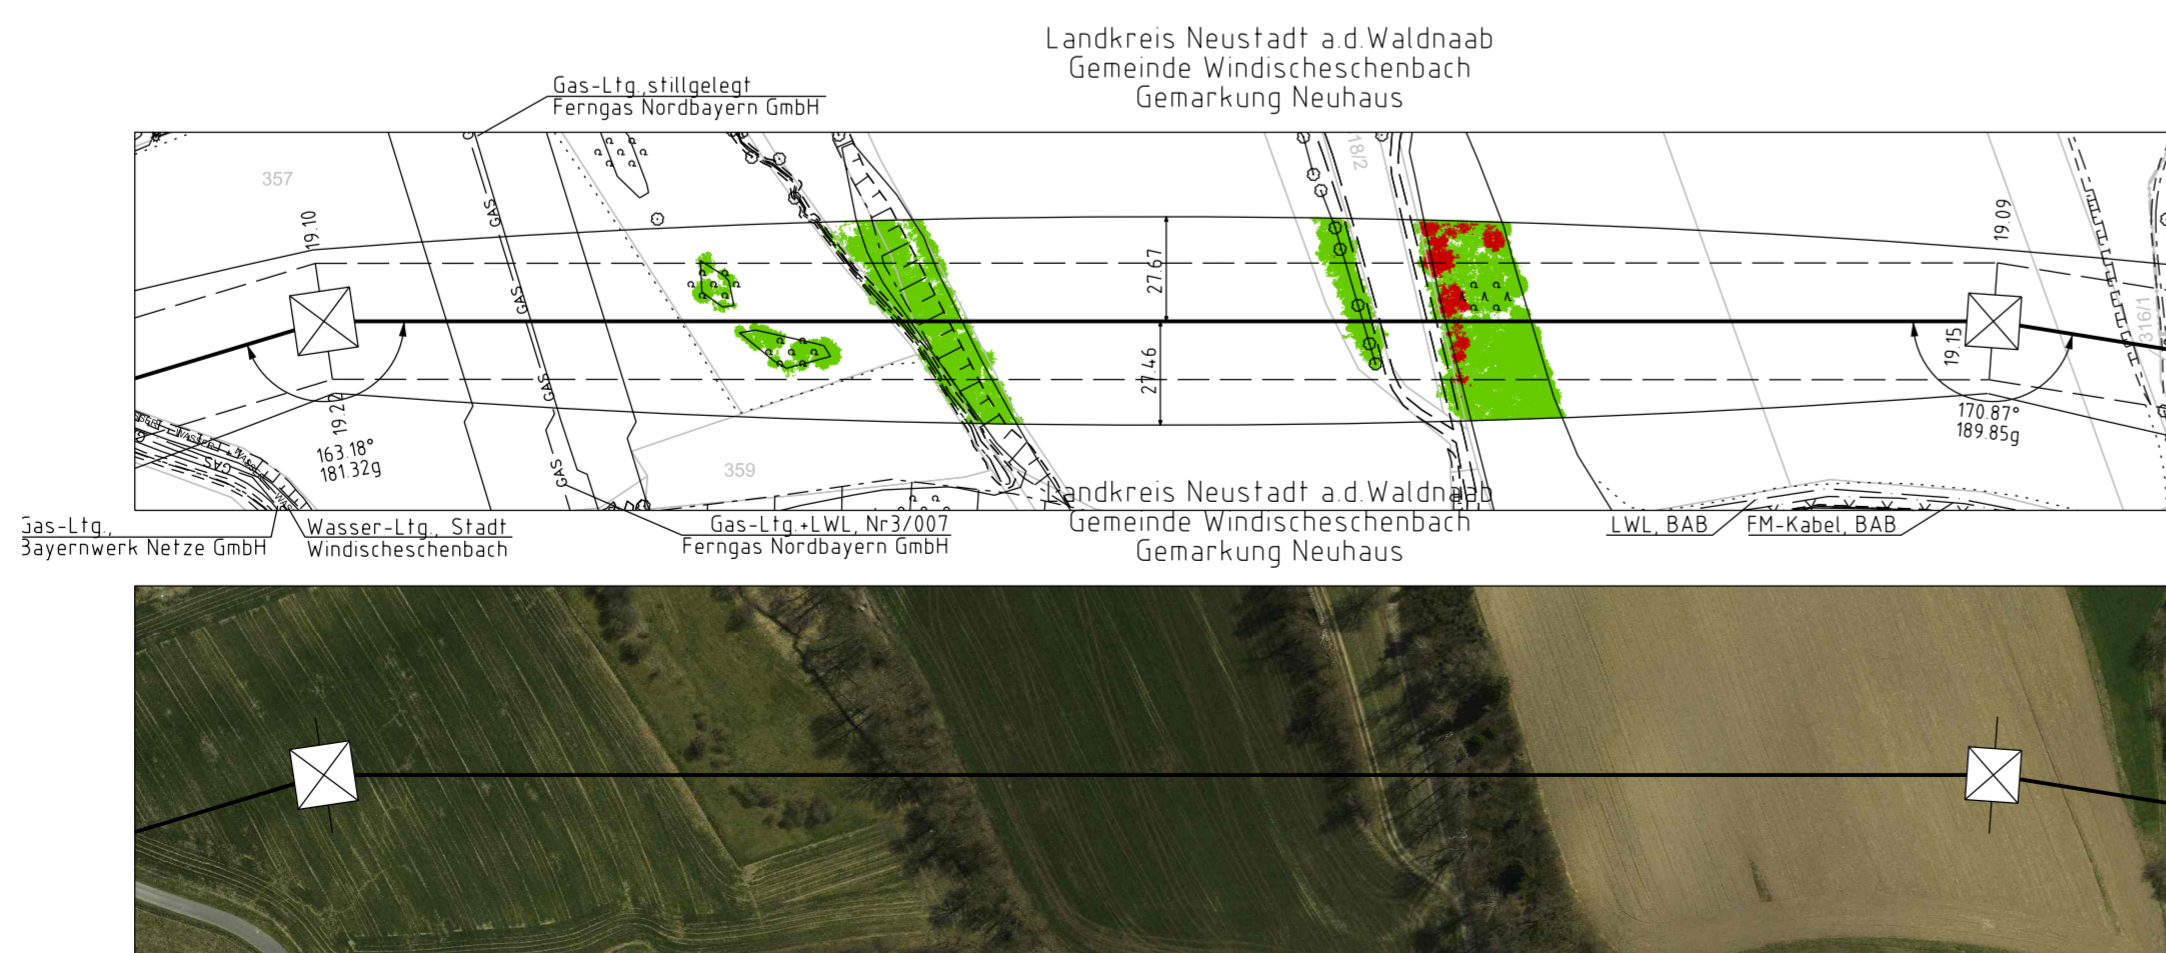 Landkreis Neustadt a.d.Waldnaab
Gemeinde Windischeschenbach
Gemarkung Neuhaus
Gas-Ltg.,stillgelegt
Ferngas Nordbayern GmbH
357
19.10
GAS
GAS
GAS
GAS
18/2
27.67
27.46
19.09
19.15
316/1
19.22
163.18°
181.32g
170.87°
189.85g
359
GAS
WASSER
Gas-Ltg.,
Bayernwerk Netze GmbH
Wasser-Ltg., Stadt
Windischeschenbach
Gas-Ltg.+LWL, Nr3/007
Ferngas Nordbayern GmbH
Landkreis Neustadt a.d.Waldnaab
Gemeinde Windischeschenbach
Gemarkung Neuhaus
LWL, BAB
FM-Kabel, BAB